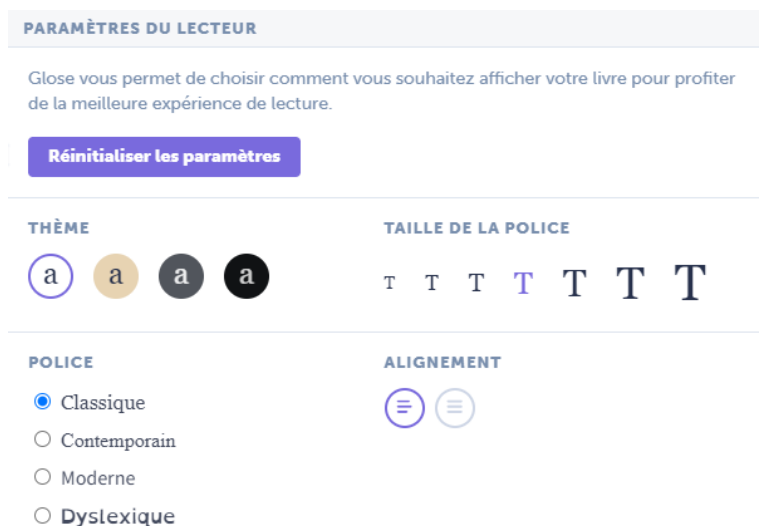 PARAMÈTRES DU LECTEUR
Glose vous permet de choisir comment vous souhaitez afficher votre livre pour profiter
de la meilleure expérience de lecture.
Réinitialiser les paramètres
THÈME
a a a a
TAILLE DE LA POLICE
T T T T T T T
POLICE
Classique
Contemporain
Moderne
Dyslexique
ALIGNEMENT